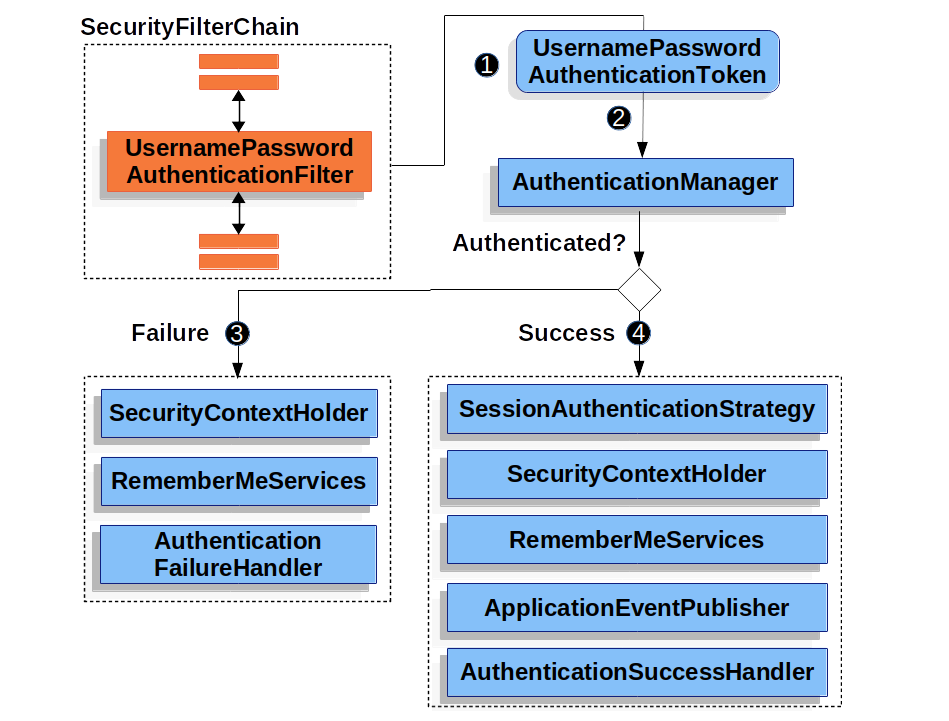 SecurityFilterChain
UsernamePassword
AuthenticationFilter
1
UsernamePassword
AuthenticationToken
2
AuthenticationManager
Authenticated?
Failure 3
Success 4
SecurityContextHolder
RememberMeServices
Authentication
FailureHandler
SessionAuthenticationStrategy
SecurityContextHolder
RememberMeServices
ApplicationEventPublisher
AuthenticationSuccessHandler